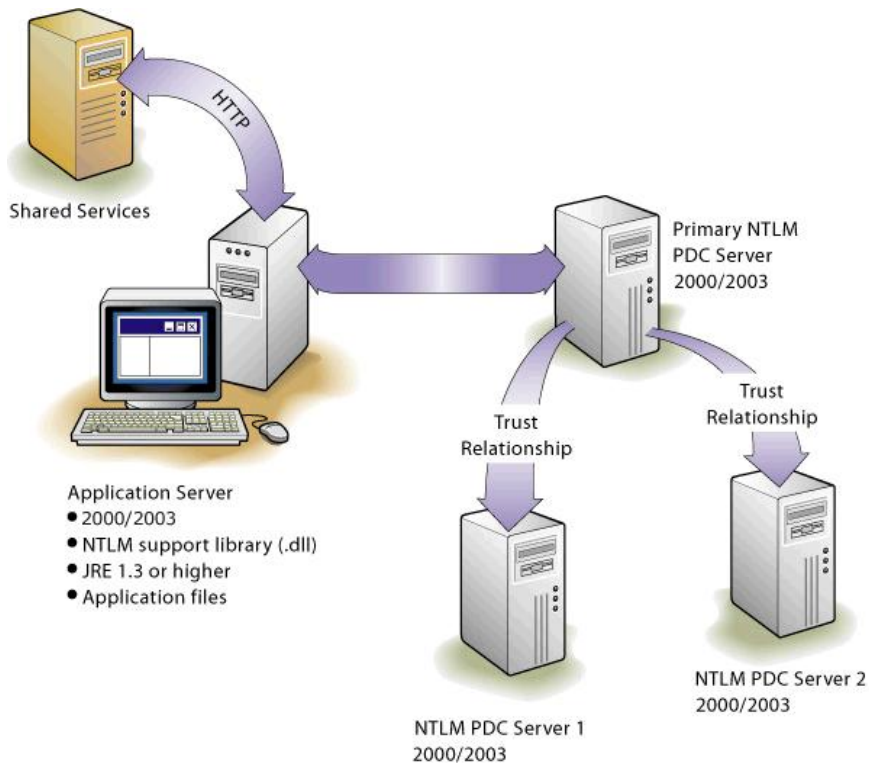 HTTP
Shared Services
Primary NTLM
PDC Server
2000/2003
Trust
Relationship
Trust
Relationship
Application Server
● 2000/2003
● NTLM support library (.dll)
● JRE 1.3 or higher
● Application files
NTLM PDC Server 2
2000/2003
NTLM PDC Server 1
2000/2003